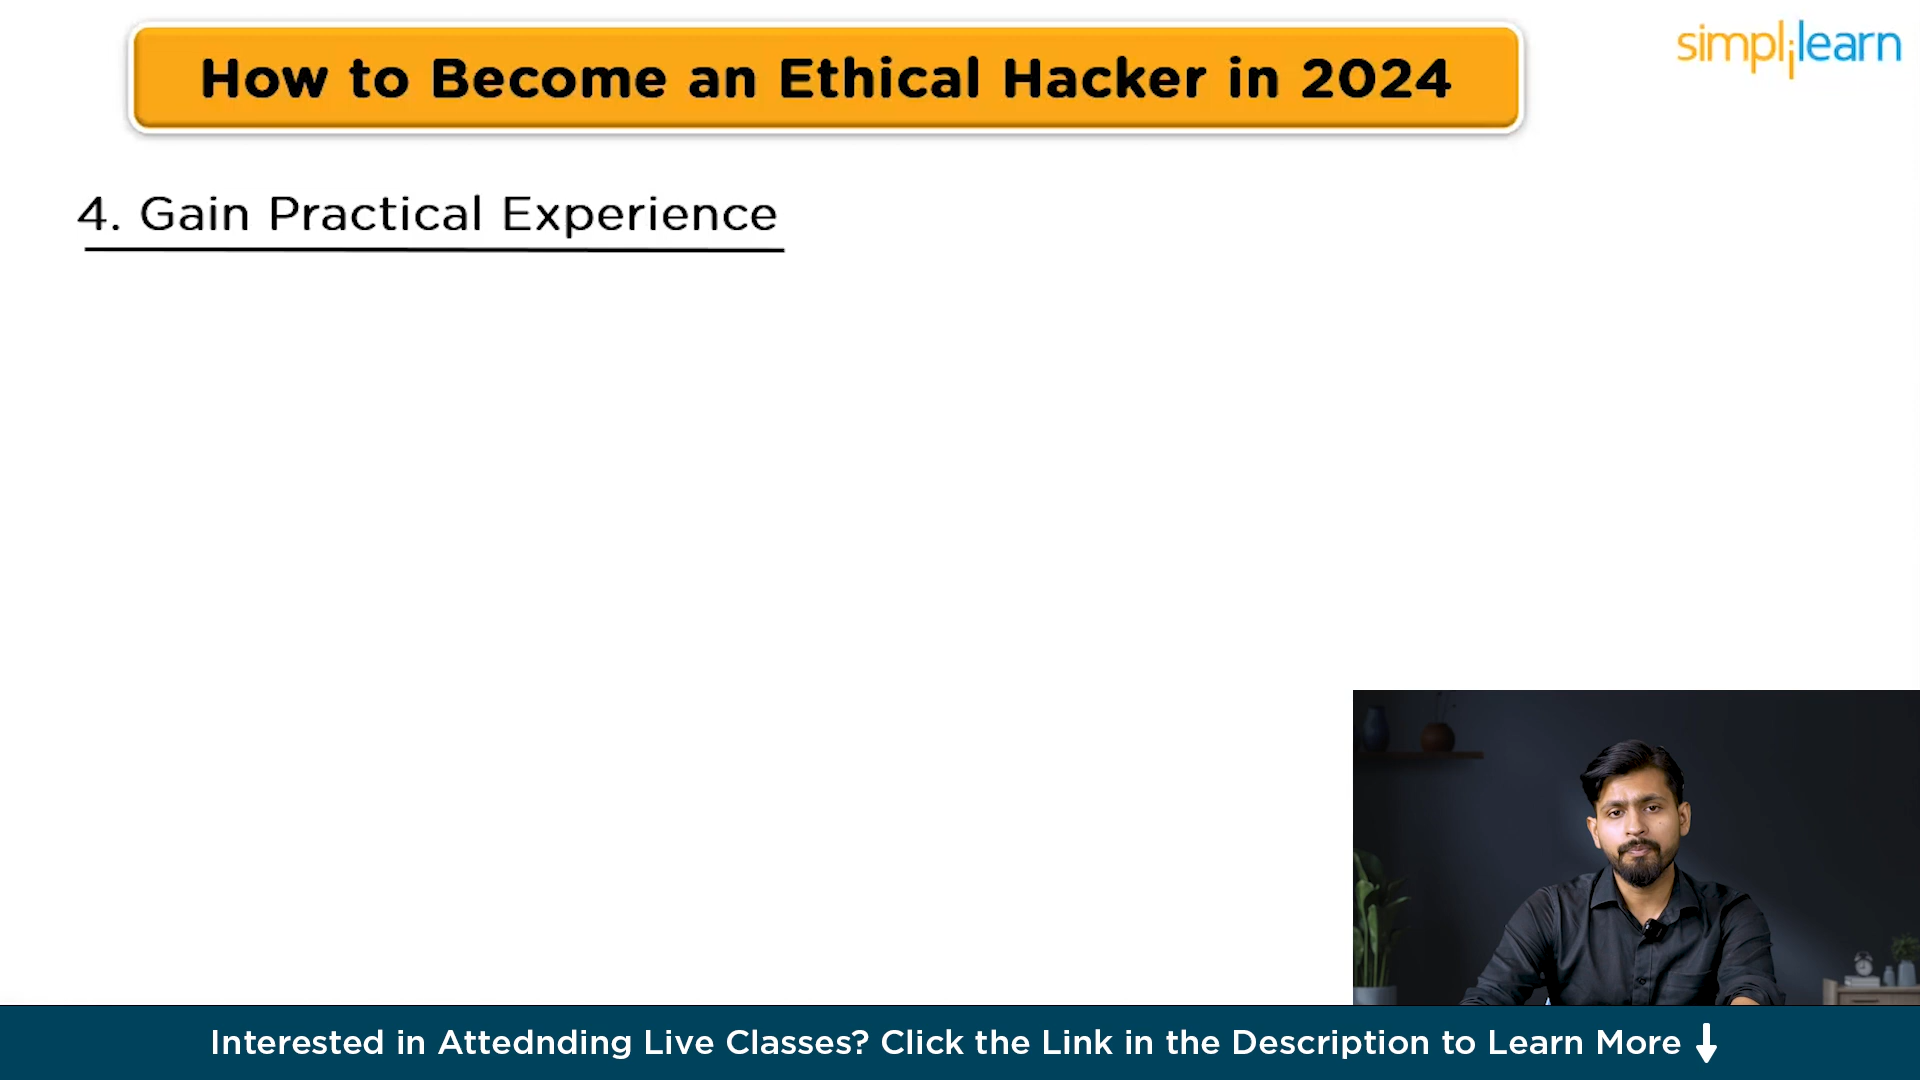 How to Become an Ethical Hacker in 2024
simplilearn
4. Gain Practical Experience
Interested in Attednding Live Classes? Click the Link in the Description to Learn More